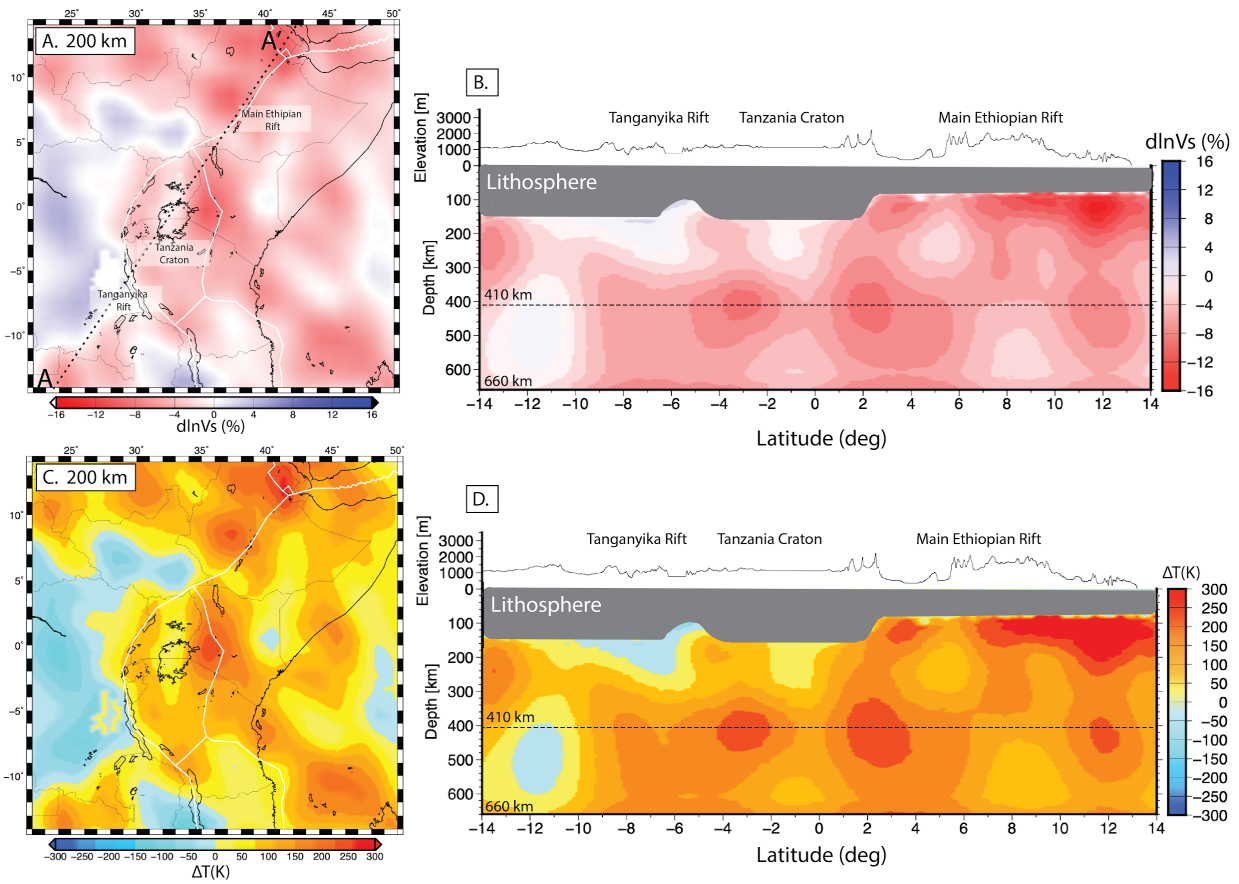 25° 30° 35° 40° 45° 50°
A. 200 km
A'
10°
5°
0°
−5°
−10°
Main Ethipian
Rift
Tanzania
Craton
Tanganyika
Rift
A
−16 −12 −8 −4 0 4 8 12 16
dlnVs (%)
B.
Elevation [m]
3000
2000
1000
0
Tanganyika Rift Tanzania Craton Main Ethiopian Rift
Lithosphere
Depth [km]
100
200
300
400
500
600
410 km
660 km
−14 −12 −10 −8 −6 −4 −2 0 2 4 6 8 10 12 14
Latitude (deg)
dlnVs (%)
16
12
8
4
0
−4
−8
−12
−16
25° 30° 35° 40° 45° 50°
C. 200 km
10°
5°
0°
−5°
−10°
−300 −250 −200 −150 −100 −50 0 50 100 150 200 250 300
ΔT(K)
D.
Elevation [m]
3000
2000
1000
0
Tanganyika Rift Tanzania Craton Main Ethiopian Rift
Lithosphere
Depth [km]
100
200
300
400
500
600
410 km
660 km
−14 −12 −10 −8 −6 −4 −2 0 2 4 6 8 10 12 14
Latitude (deg)
ΔT(K)
300
250
200
150
100
50
0
−50
−100
−150
−200
−250
−300